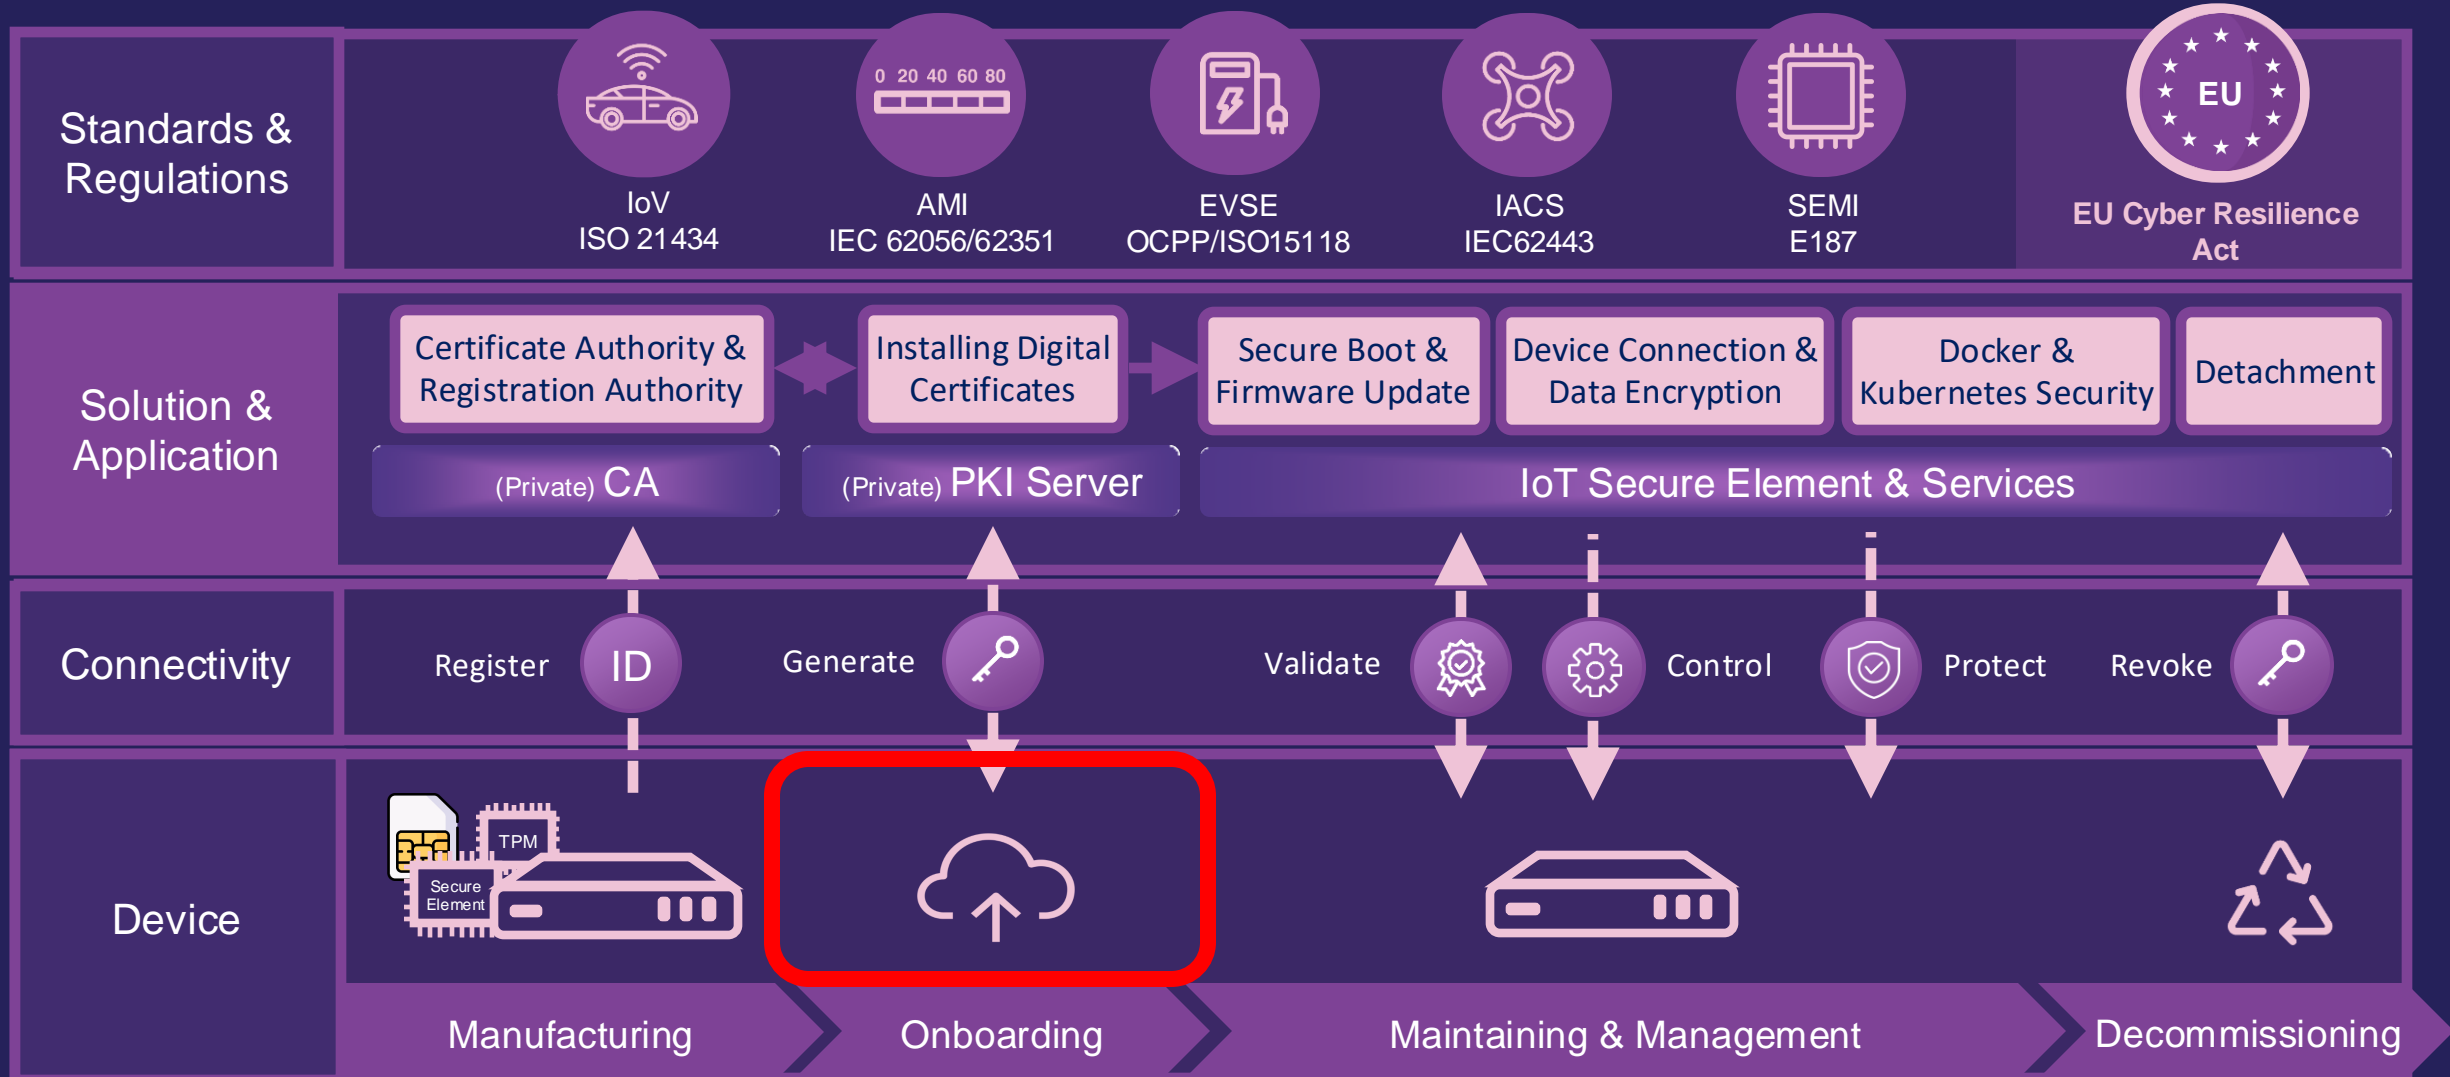 Standards &
Regulations
0 20 40 60 80
EU
IoV
ISO 21434
AMI
IEC 62056/62351
EVSE
OCPP/ISO15118
IACS
IEC62443
SEMI
E187
EU Cyber Resilience
Act
Solution &
Application
Certificate Authority &
Registration Authority
Installing Digital
Certificates
Secure Boot &
Firmware Update
Device Connection &
Data Encryption
Docker &
Kubernetes Security
Detachment
(Private) CA
(Private) PKI Server
IoT Secure Element & Services
Connectivity
Register
ID
Generate
Validate
Control
Protect
Revoke
Device
TPM
Secure
Element
Manufacturing
Onboarding
Maintaining & Management
Decommissioning